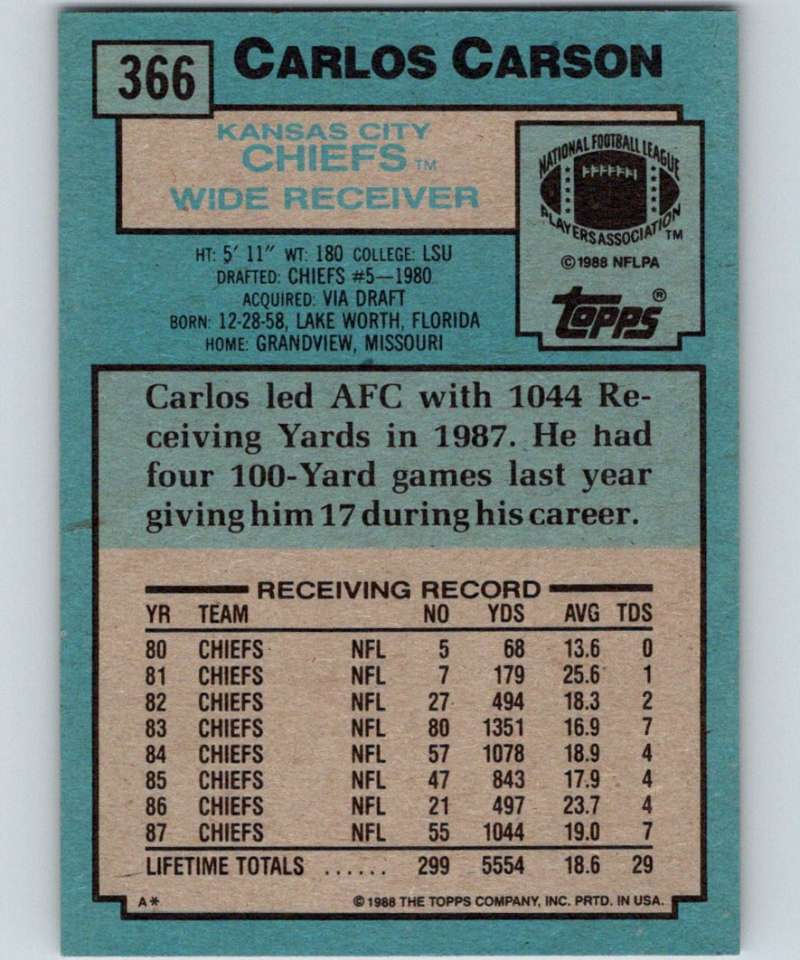 366
CARLOS CARSON
KANSAS CITY
CHIEFS™
WIDE RECEIVER
NATIONAL FOOTBALL LEAGUE
PLAYERS ASSOCIATION™
©1988 NFLPA
topps®
HT: 5' 11" WT: 180 COLLEGE: LSU
DRAFTED: CHIEFS #5—1980
ACQUIRED: VIA DRAFT
BORN: 12-28-58, LAKE WORTH, FLORIDA
HOME: GRANDVIEW, MISSOURI
Carlos led AFC with 1044 Re-
ceiving Yards in 1987. He had
four 100-Yard games last year
giving him 17 during his career.
RECEIVING RECORD
YR TEAM NO YDS AVG TDS
80 CHIEFS NFL 5 68 13.6 0
81 CHIEFS NFL 7 179 25.6 1
82 CHIEFS NFL 27 494 18.3 2
83 CHIEFS NFL 80 1351 16.9 7
84 CHIEFS NFL 57 1078 18.9 4
85 CHIEFS NFL 47 843 17.9 4
86 CHIEFS NFL 21 497 23.7 4
87 CHIEFS NFL 55 1044 19.0 7
LIFETIME TOTALS ...... 299 5554 18.6 29
A* ©1988 THE TOPPS COMPANY, INC. PRTD. IN USA.